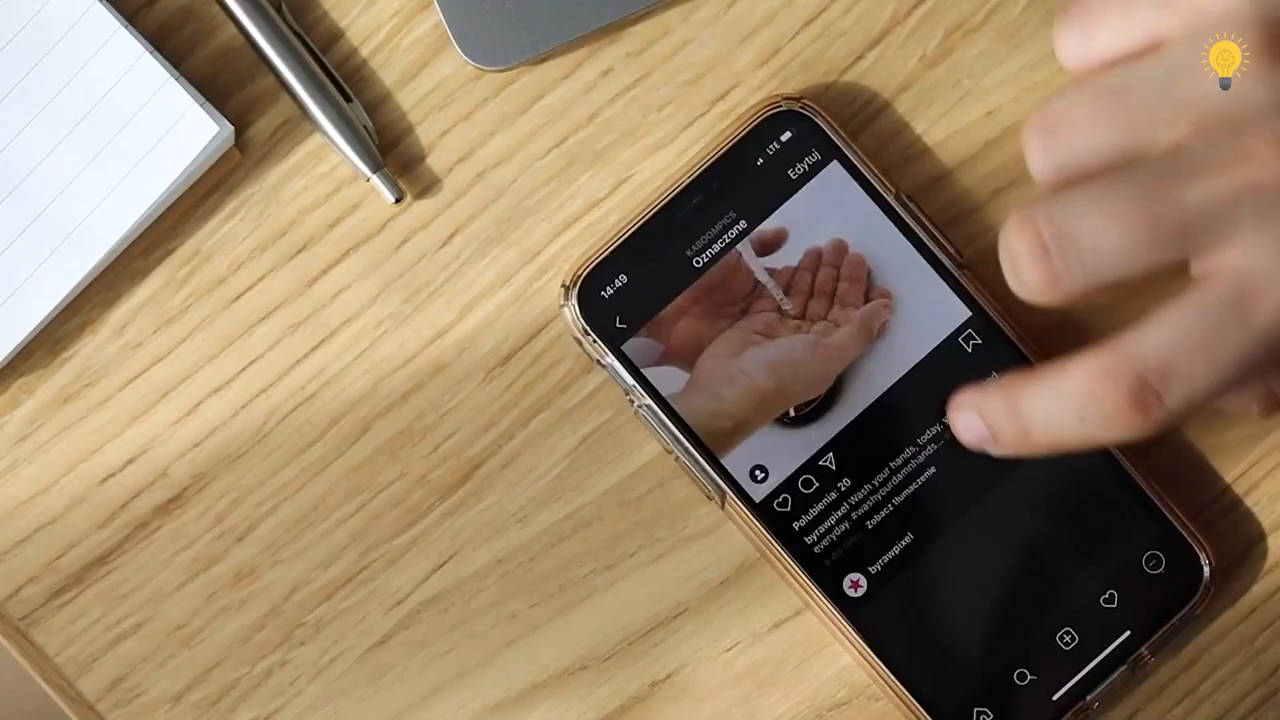 14:49
LTE
KABOOMPICS
Oznaczone
Edytuj
Polubienia: 20
byrawpixel Wash your hands, today,
everyday. #washyourdamnhands...
Zobacz tłumaczenie
byrawpixel